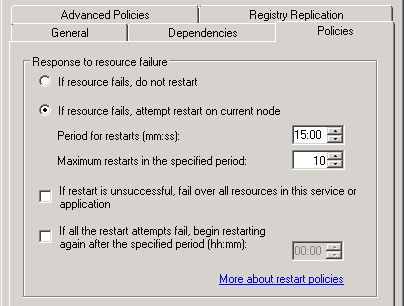 Advanced Policies Registry Replication
General Dependencies Policies
Response to resource failure
If resource fails, do not restart
If resource fails, attempt restart on current node
Period for restarts (mm:ss): 15:00
Maximum restarts in the specified period: 10
If restart is unsuccessful, fail over all resources in this service or
application
If all the restart attempts fail, begin restarting
again after the specified period (hh:mm): 00:00
More about restart policies